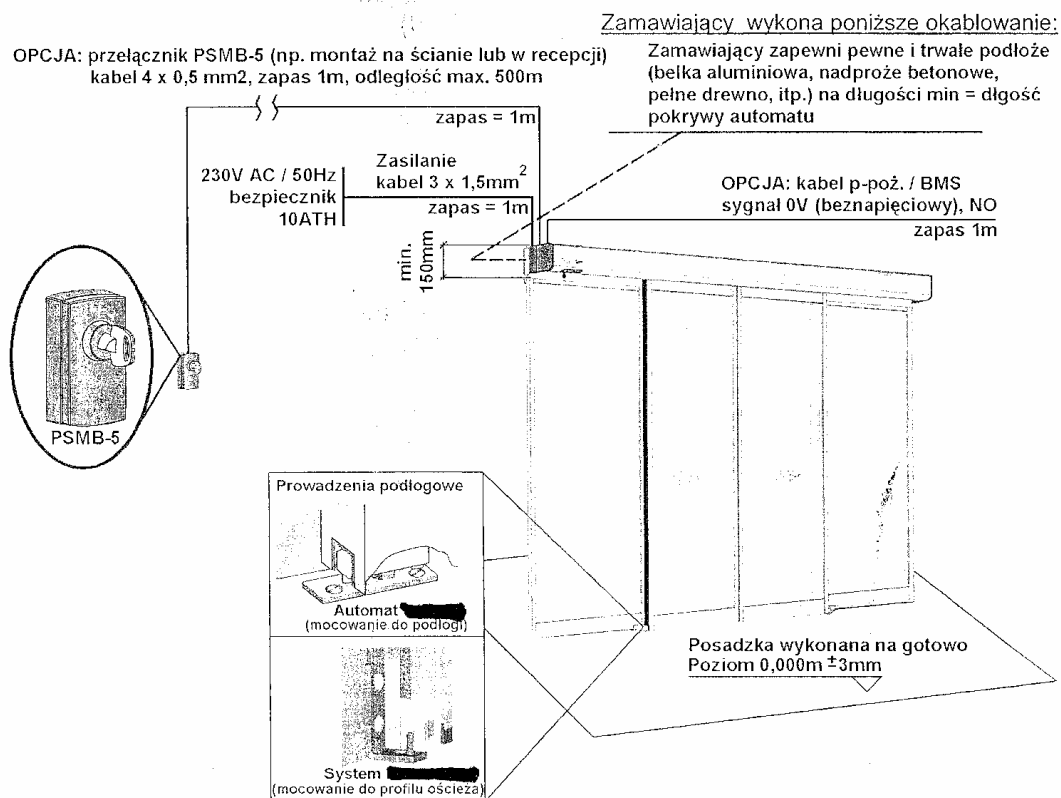 Zamawiający wykona poniższe okablowanie:
OPCJA: przełącznik PSMB-5 (np. montaż na ścianie lub w recepcji)
kabel 4 x 0,5 mm2, zapas 1m, odległość max. 500m
zapas = 1m
Zamawiający zapewni pewne i trwałe podłoże
(belka aluminiowa, nadproże betonowe,
pełne drewno, itp.) na długości min = dłgość
pokrywy automatu
230V AC / 50Hz
bezpiecznik
10ATH
Zasilanie
kabel 3 x 1,5mm²
zapas = 1m
OPCJA: kabel p-poż. / BMS
sygnał 0V (beznapięciowy), NO
zapas 1m
min.
150mm
PSMB-5
Prowadzenia podłogowe
Automat
(mocowanie do podłogi)
System
(mocowanie do profilu ościeża)
Posadzka wykonana na gotowo
Poziom 0,000m ±3mm